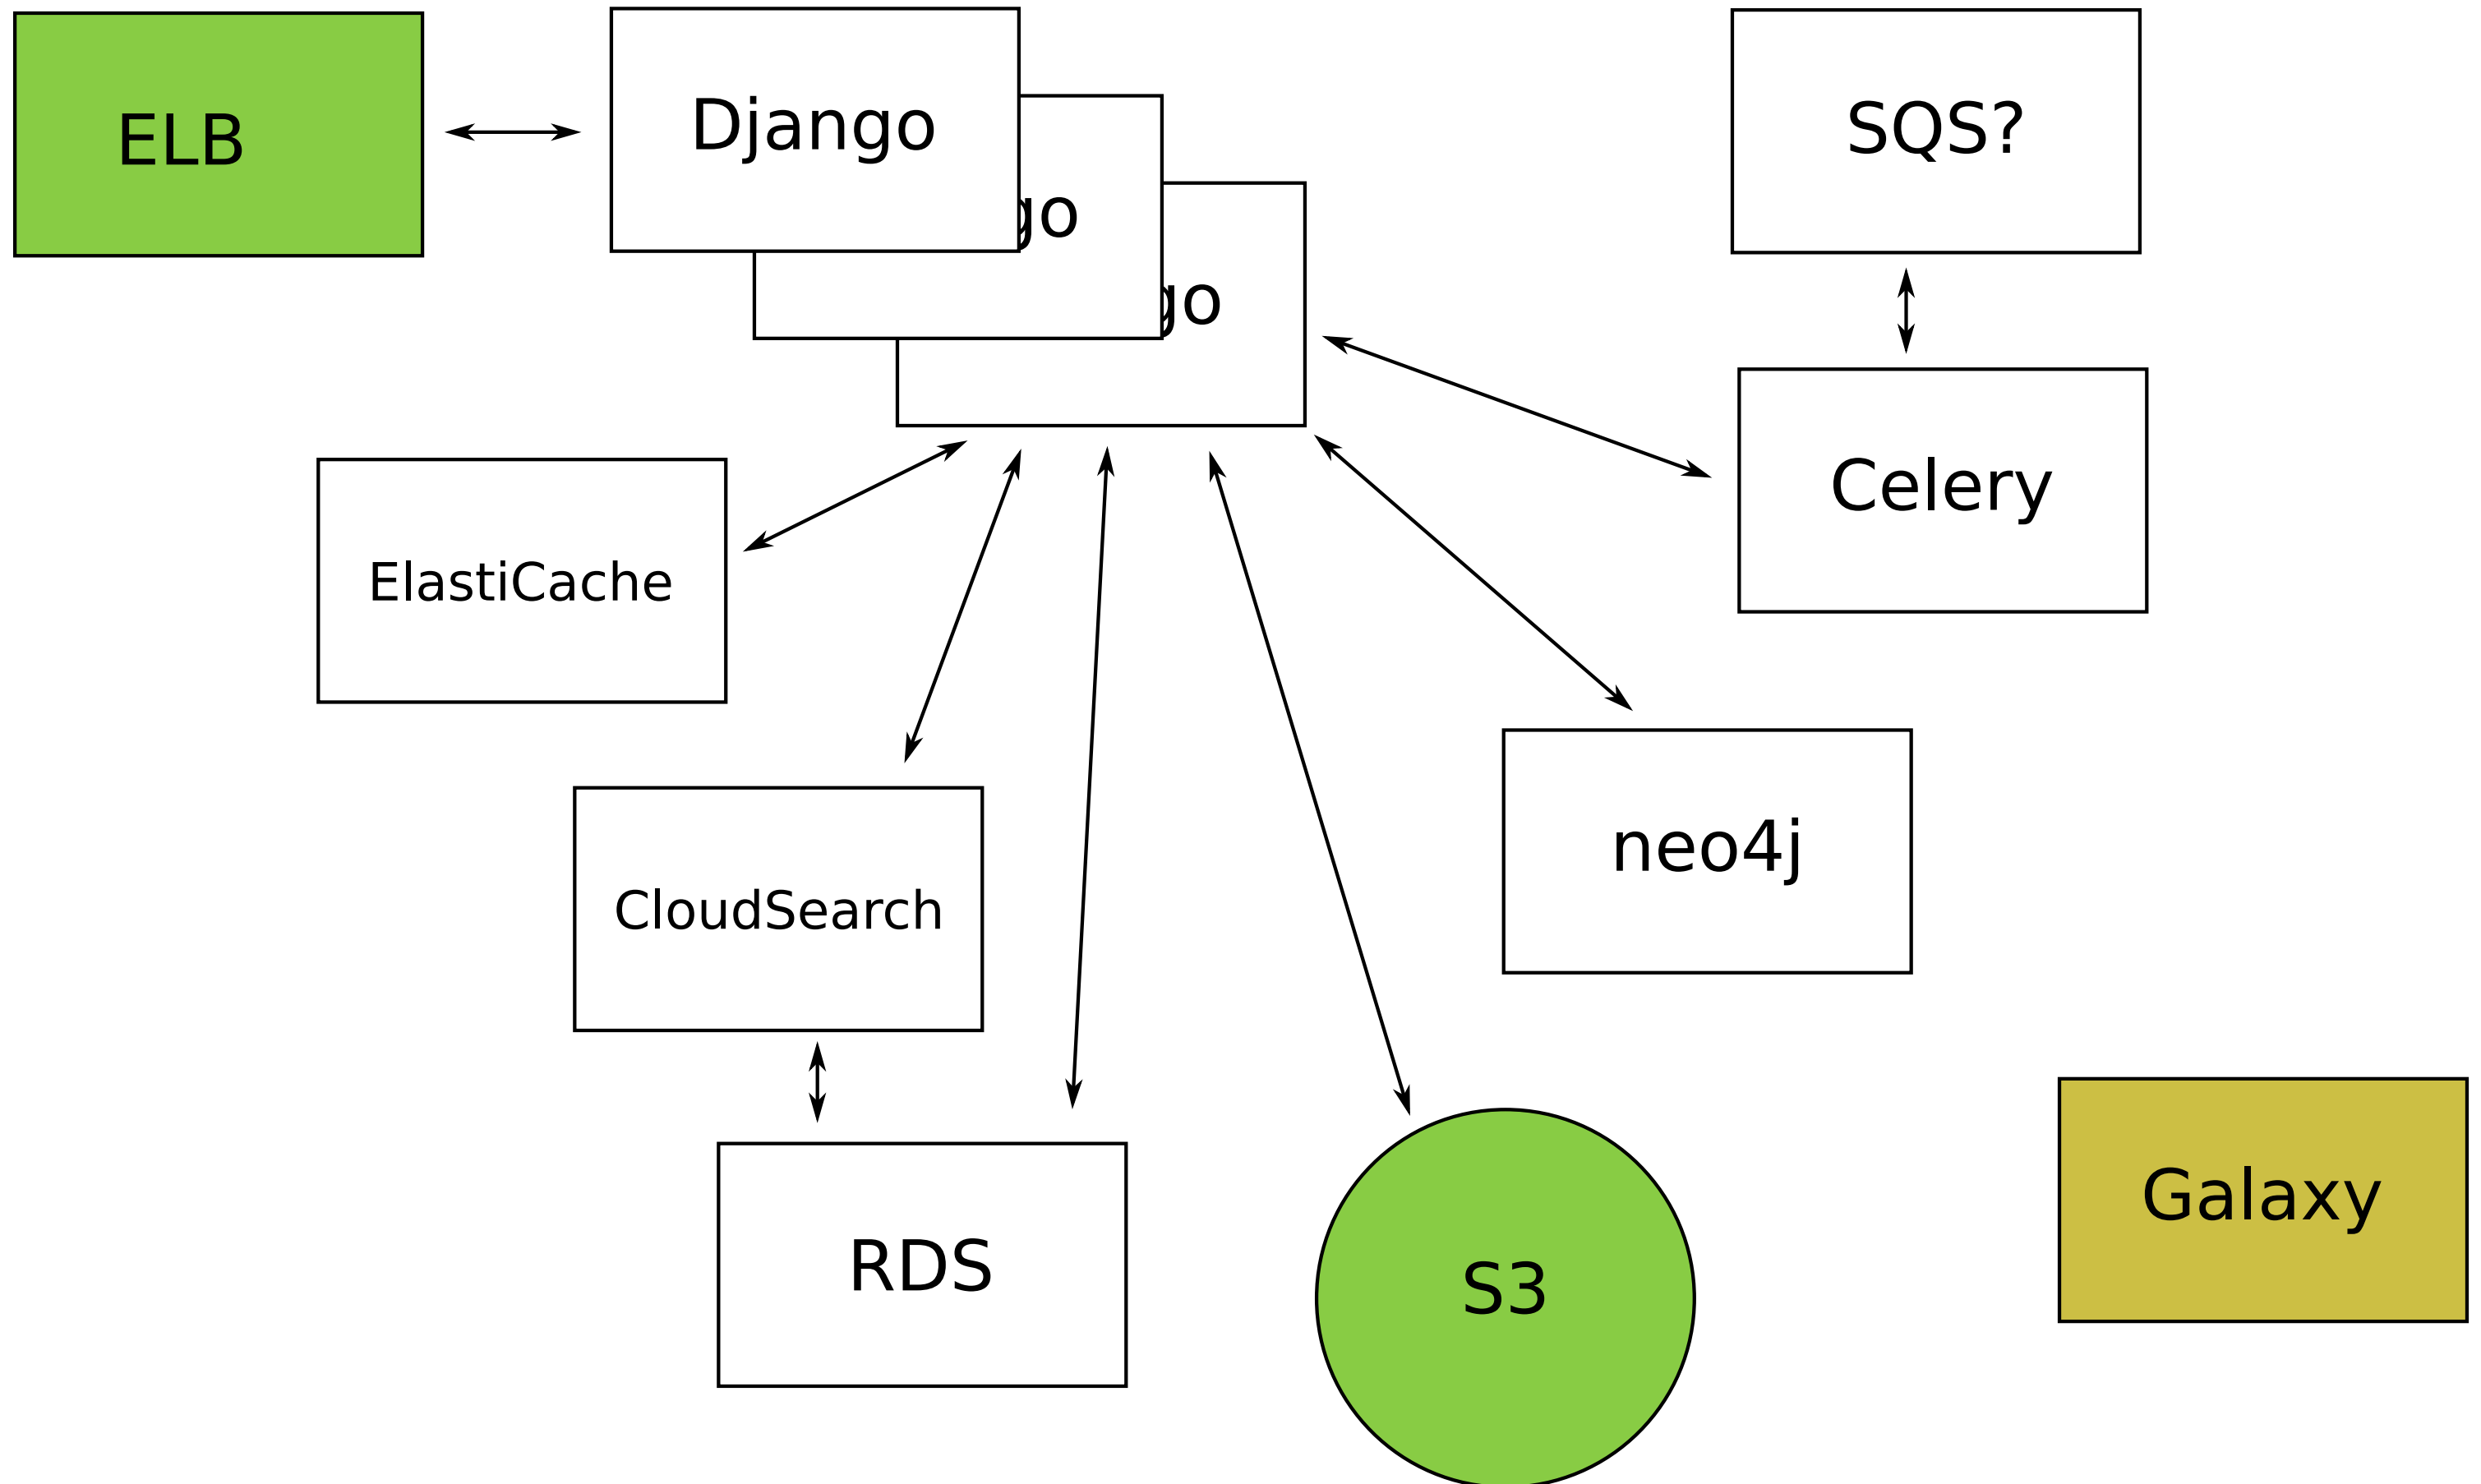 ELB
Django
go
go
SQS?
Celery
ElastiCache
neo4j
CloudSearch
Galaxy
RDS
S3